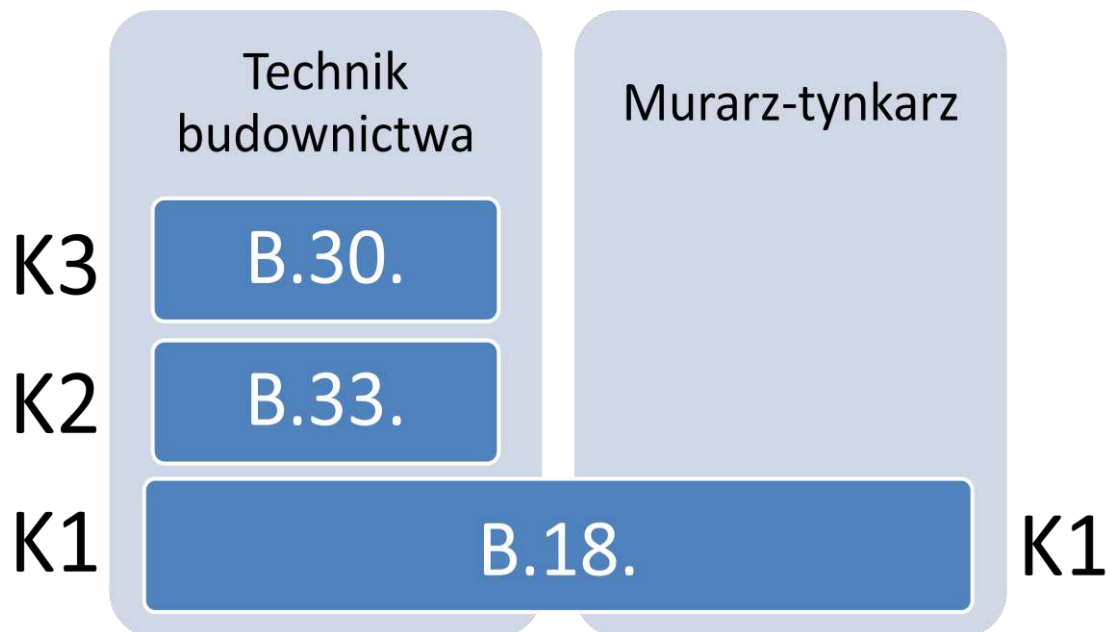 Technik
budownictwa
Murarz-tynkarz
K3
B.30.
K2
B.33.
K1
B.18.
K1